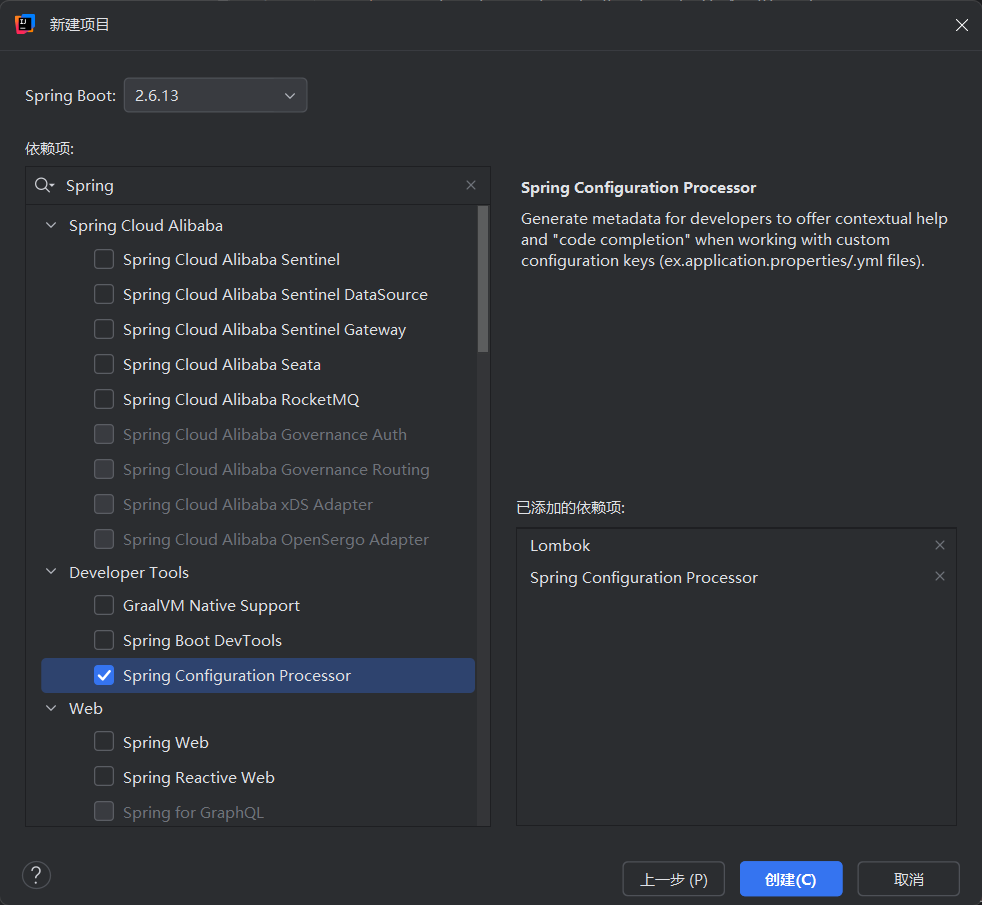 新建项目
Spring Boot: 2.6.13
依赖项:
Spring
Spring Cloud Alibaba
Spring Cloud Alibaba Sentinel
Spring Cloud Alibaba Sentinel DataSource
Spring Cloud Alibaba Sentinel Gateway
Spring Cloud Alibaba Seata
Spring Cloud Alibaba RocketMQ
Spring Cloud Alibaba Governance Auth
Spring Cloud Alibaba Governance Routing
Spring Cloud Alibaba xDS Adapter
Spring Cloud Alibaba OpenSergo Adapter
Developer Tools
GraalVM Native Support
Spring Boot DevTools
Spring Configuration Processor
Web
Spring Web
Spring Reactive Web
Spring for GraphQL
Spring Configuration Processor
Generate metadata for developers to offer contextual help
and "code completion" when working with custom
configuration keys (ex.application.properties/.yml files).
已添加的依赖项:
Lombok
Spring Configuration Processor
?
上一步 (P)
创建(C)
取消